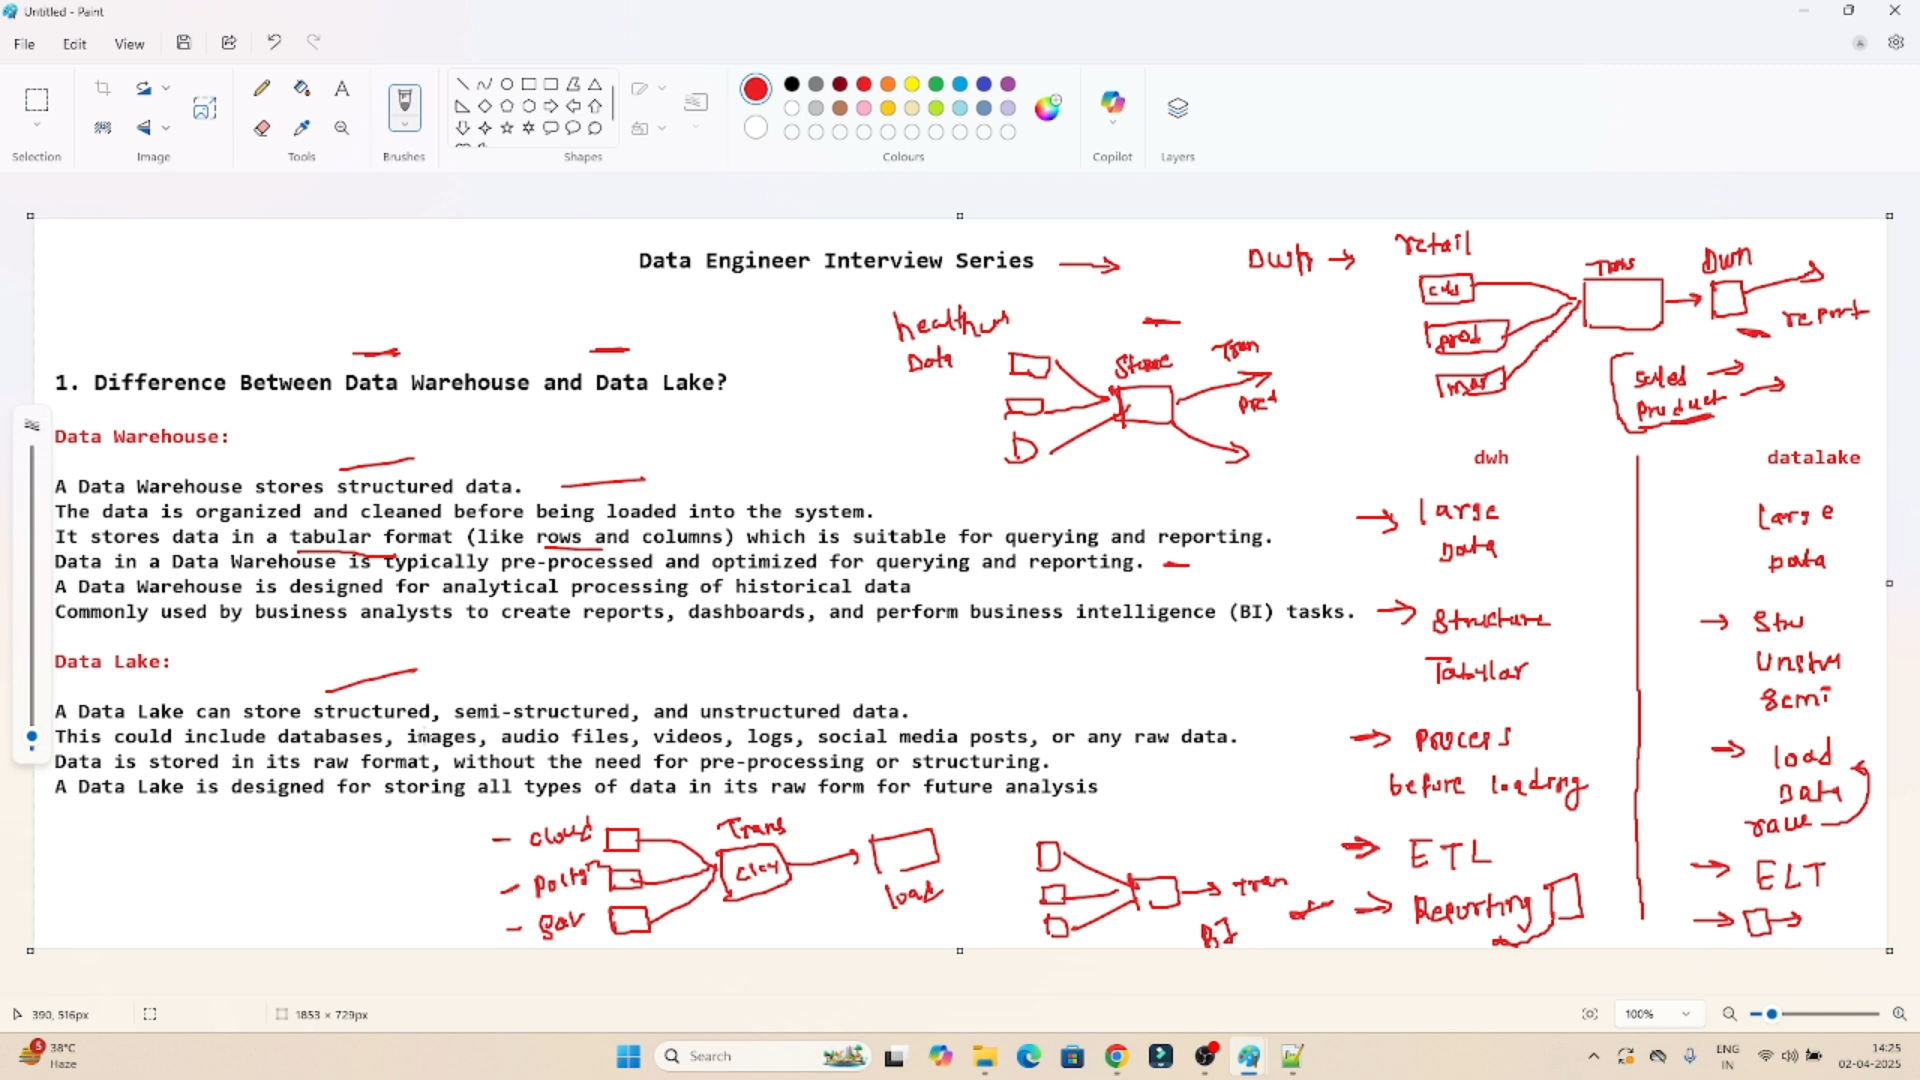 Untitled - Paint
File Edit View
Selection Image Tools Brushes Shapes Colours Copilot Layers
Data Engineer Interview Series
Dwh → retail
prod
Trans
Dwh
report
Sales
Product
Data
Store
Tran
1. Difference Between Data Warehouse and Data Lake?
Data Warehouse:
A Data Warehouse stores structured data.
The data is organized and cleaned before being loaded into the system.
It stores data in a tabular format (like rows and columns) which is suitable for querying and reporting.
Data in a Data Warehouse is typically pre-processed and optimized for querying and reporting.
A Data Warehouse is designed for analytical processing of historical data
Commonly used by business analysts to create reports, dashboards, and perform business intelligence (BI) tasks.
Data Lake:
A Data Lake can store structured, semi-structured, and unstructured data.
This could include databases, images, audio files, videos, logs, social media posts, or any raw data.
Data is stored in its raw format, without the need for pre-processing or structuring.
A Data Lake is designed for storing all types of data in its raw form for future analysis
cloud
Trans
load
Tran
BI
dwh
→ large
Data
→ Structure
Tabular
→ Process
before loading
→ ETL
→ Reporting
datalake
large
Data
→ Stru
Unstru
Semi
→ load
Data
raw
→ ELT
390, 516px
1853 × 729px
100%
38°C
Haze
5
Search
ENG
IN
14:25
02-04-2025